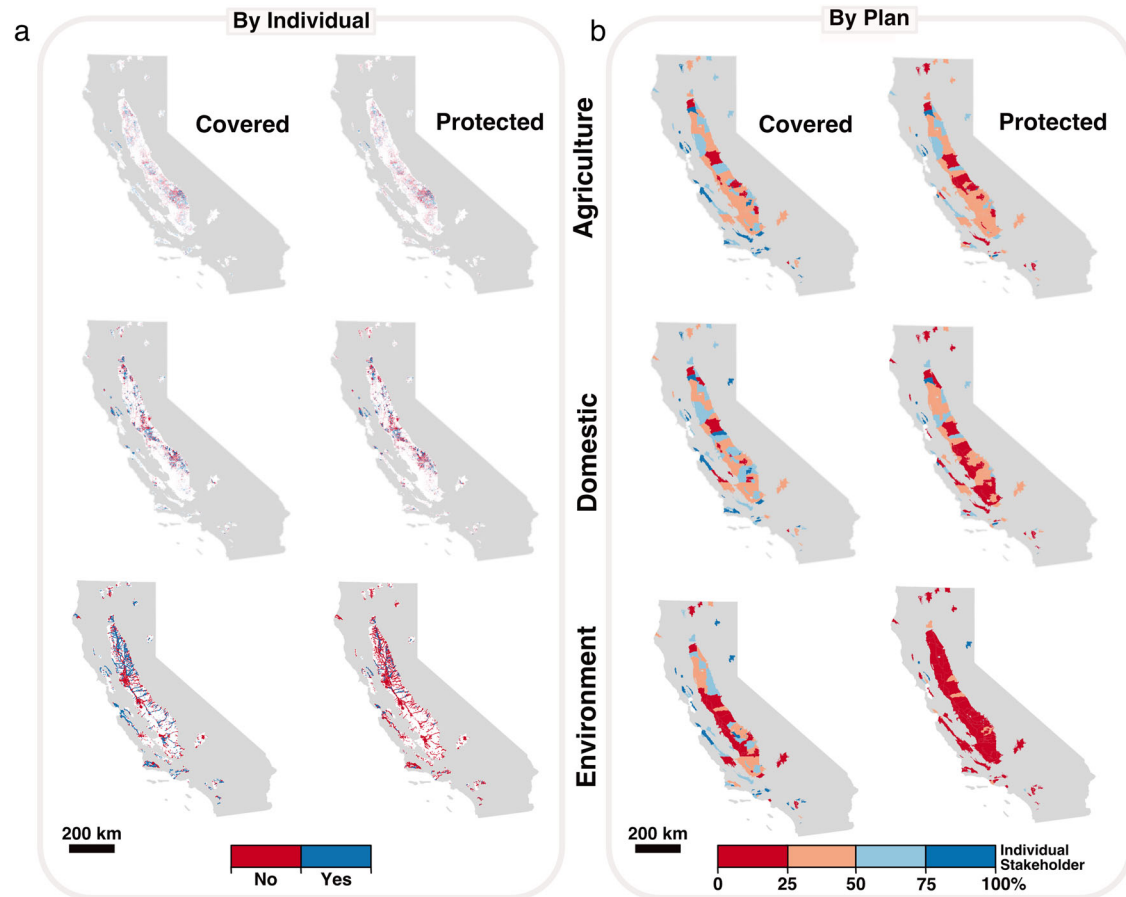 a
By Individual
Covered
Protected
200 km
No
Yes
b
By Plan
Agriculture
Covered
Protected
Domestic
Environment
200 km
Individual
Stakeholder
0
25
50
75
100%